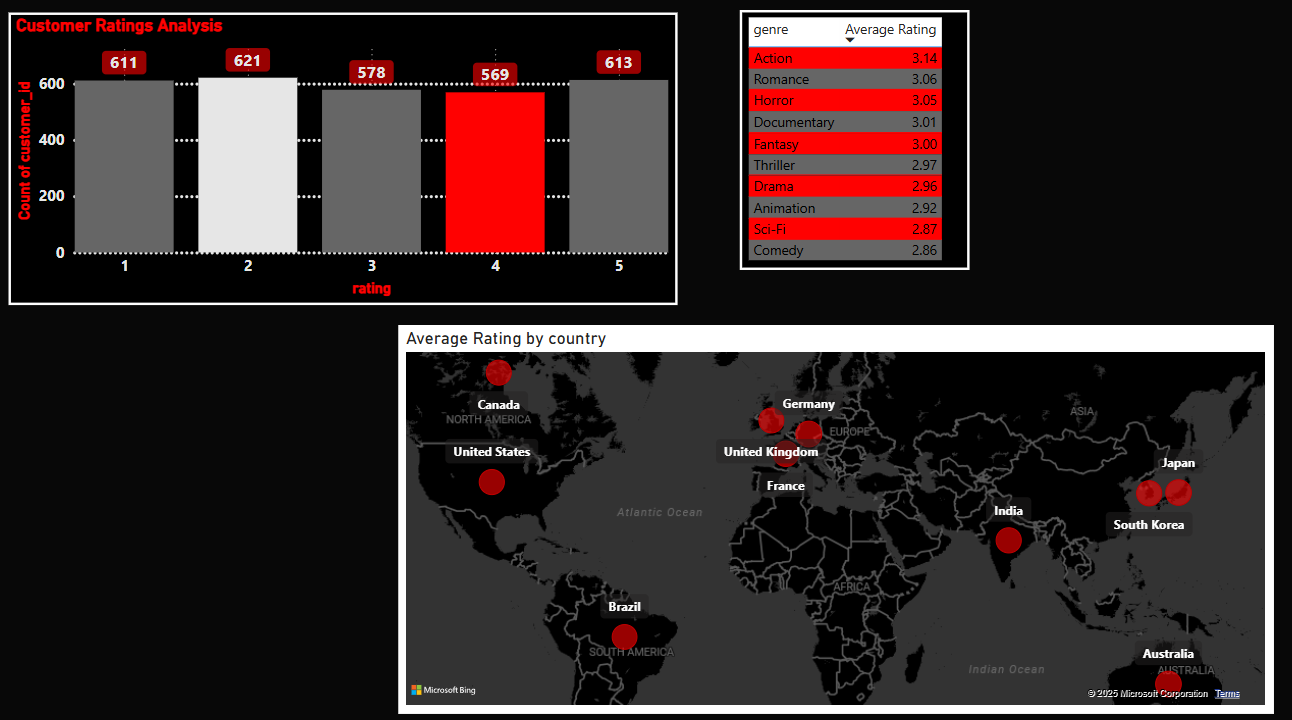 Customer Ratings Analysis
611
621
578
569
613
600
400
200
0
Count of customer_id
1
2
3
4
5
rating
genre Average Rating
Action 3.14
Romance 3.06
Horror 3.05
Documentary 3.01
Fantasy 3.00
Thriller 2.97
Drama 2.96
Animation 2.92
Sci-Fi 2.87
Comedy 2.86
Average Rating by country
Canada
NORTH AMERICA
United States
Germany
EUROPE
United Kingdom
France
ASIA
Japan
South Korea
India
Atlantic Ocean
AFRICA
Brazil
SOUTH AMERICA
Indian Ocean
Australia
AUSTRALIA
Microsoft Bing
© 2025 Microsoft Corporation Terms